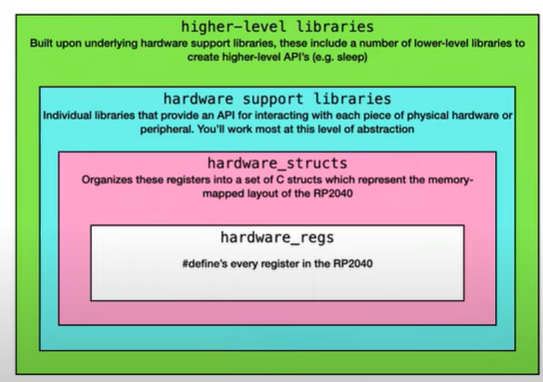 higher-level libraries
Built upon underlying hardware support libraries, these include a number of lower-level libraries to
create higher-level API's (e.g. sleep)
hardware support libraries
Individual libraries that provide an API for interacting with each piece of physical hardware or
peripheral. You'll work most at this level of abstraction
hardware_structs
Organizes these registers into a set of C structs which represent the memory-
mapped layout of the RP2040
hardware_regs
#define's every register in the RP2040